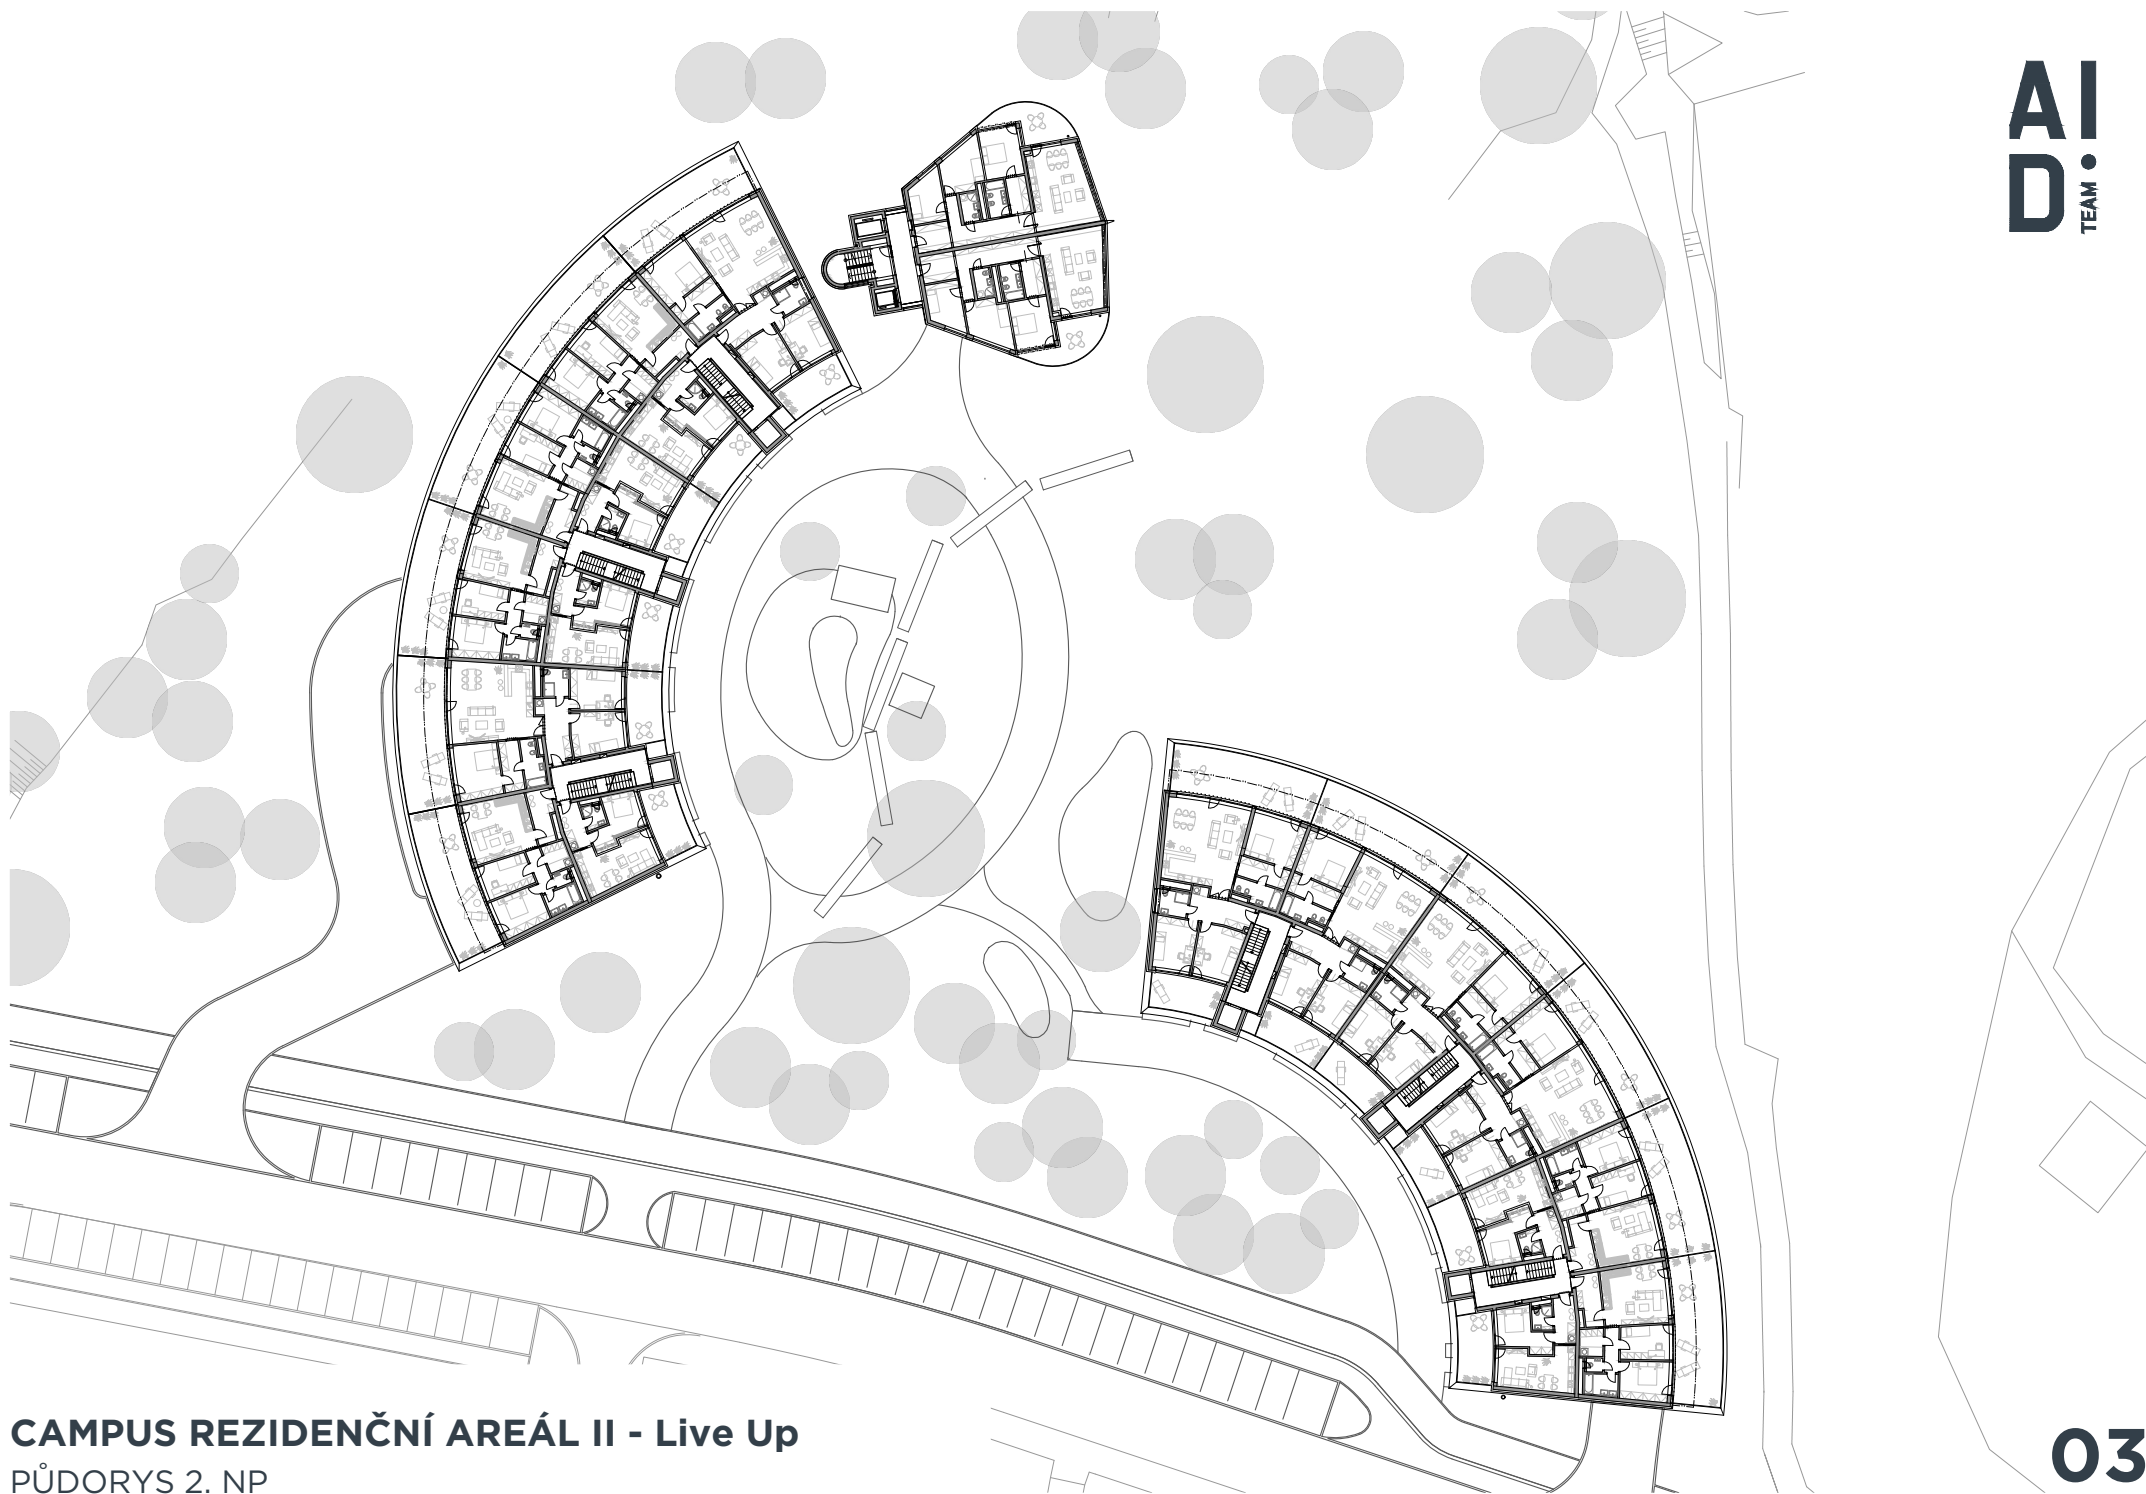 AI
D
TEAM
CAMPUS REZIDENČNÍ AREÁL II - Live Up
PŮDORYS 2. NP
03